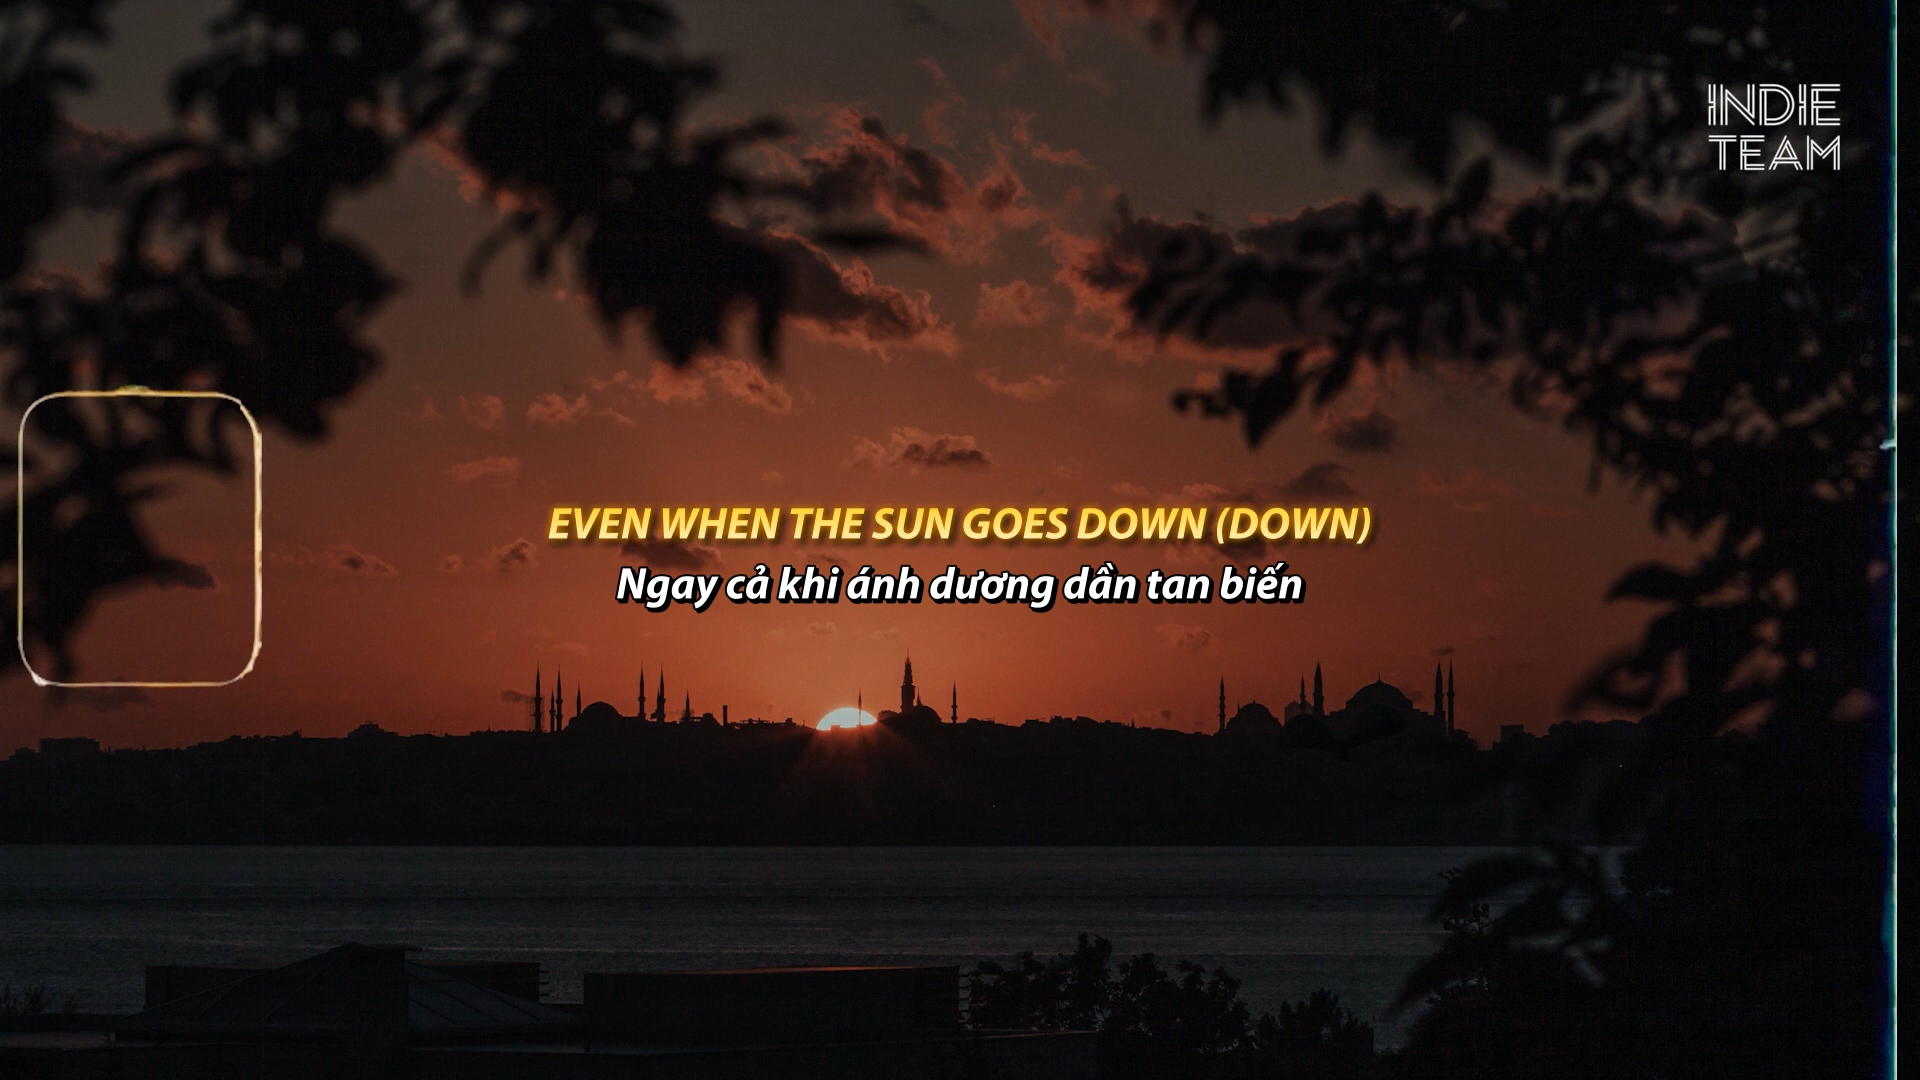 INDIE
TEAM
EVEN WHEN THE SUN GOES DOWN (DOWN)
Ngay cả khi ánh dương dần tan biến